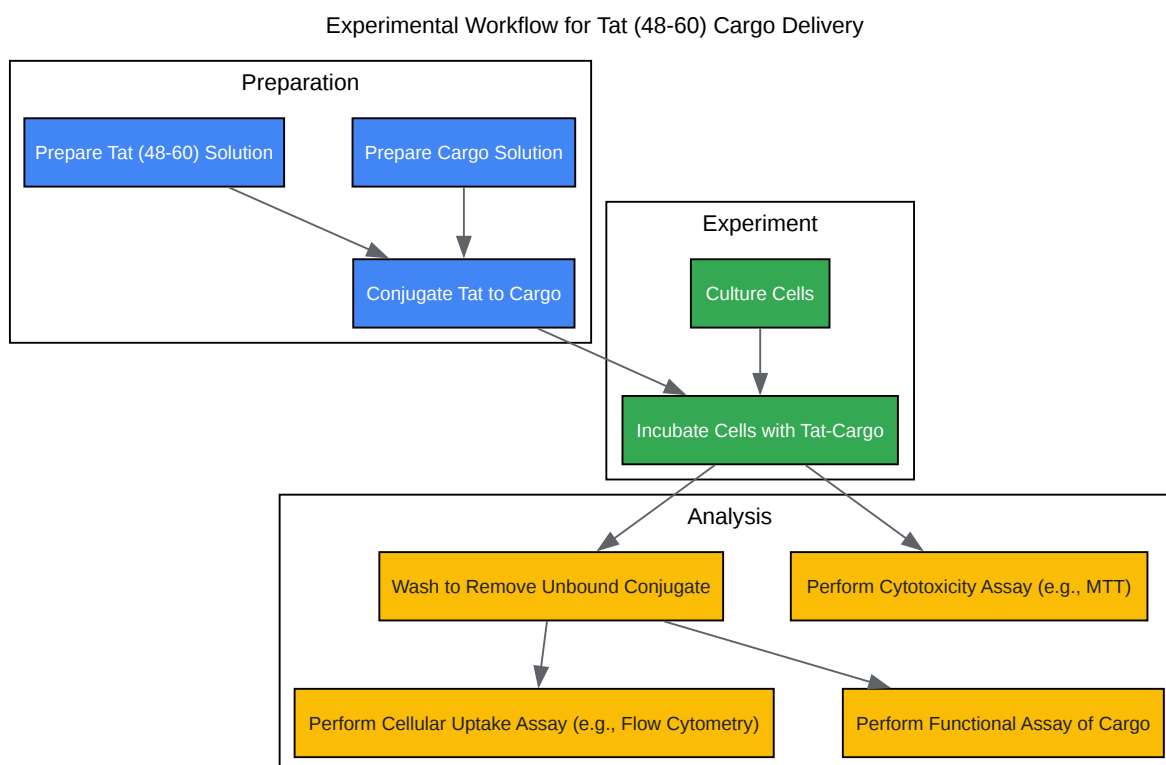 Experimental Workflow for Tat (48-60) Cargo Delivery
Preparation
Prepare Tat (48-60) Solution
Prepare Cargo Solution
Conjugate Tat to Cargo
Experiment
Culture Cells
Incubate Cells with Tat-Cargo
Analysis
Wash to Remove Unbound Conjugate
Perform Cytotoxicity Assay (e.g., MTT)
Perform Cellular Uptake Assay (e.g., Flow Cytometry)
Perform Functional Assay of Cargo